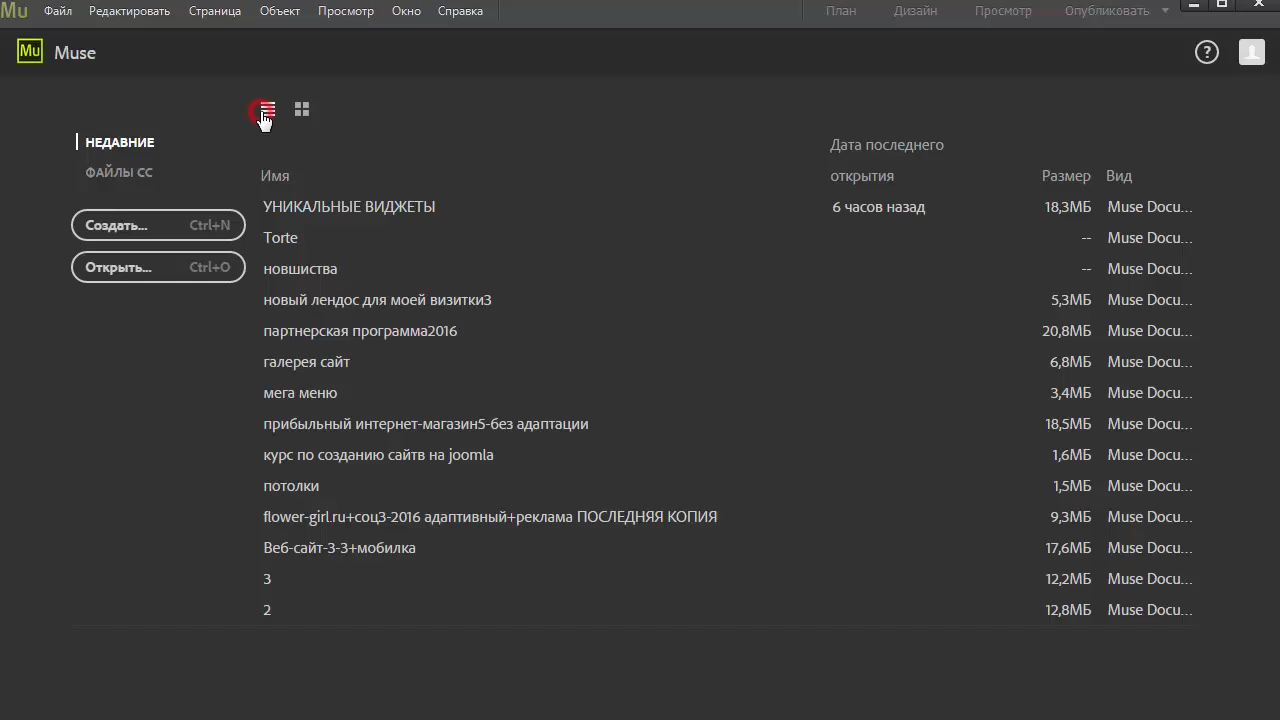 Mu Файл Редактировать Страница Объект Просмотр Окно Справка План Дизайн Просмотр Опубликовать
Mu Muse ?
НЕДАВНИЕ
ФАЙЛЫ CC
Создать... Ctrl+N
Открыть... Ctrl+O
Дата последнего
Имя открытия Размер Вид
УНИКАЛЬНЫЕ ВИДЖЕТЫ 6 часов назад 18,3МБ Muse Docu...
Torte -- Muse Docu...
новшиства -- Muse Docu...
новый лендос для моей визитки3 5,3МБ Muse Docu...
партнерская программа2016 20,8МБ Muse Docu...
галерея сайт 6,8МБ Muse Docu...
мега меню 3,4МБ Muse Docu...
прибыльный интернет-магазин5-без адаптации 18,5МБ Muse Docu...
курс по созданию сайтв на joomla 1,6МБ Muse Docu...
потолки 1,5МБ Muse Docu...
flower-girl.ru+соц3-2016 адаптивный+реклама ПОСЛЕДНЯЯ КОПИЯ 9,3МБ Muse Docu...
Веб-сайт-3-3+мобилка 17,6МБ Muse Docu...
3 12,2МБ Muse Docu...
2 12,8МБ Muse Docu...